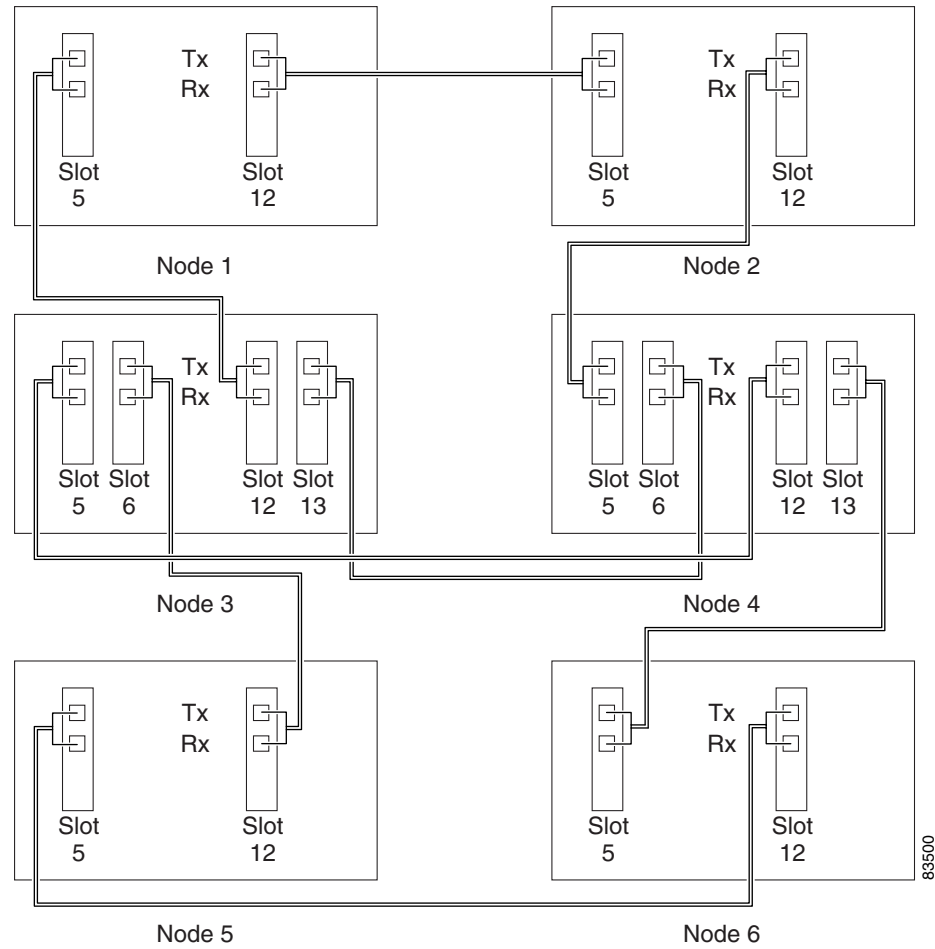 Tx Tx
Rx Rx
Slot Slot Slot Slot
5 12 5 12
Node 1 Node 2
Tx Tx
Rx Rx
Slot Slot Slot Slot Slot Slot Slot Slot
5 6 12 13 5 6 12 13
Node 3 Node 4
Tx Tx
Rx Rx
Slot Slot Slot Slot
5 12 5 12
83500
Node 5 Node 6